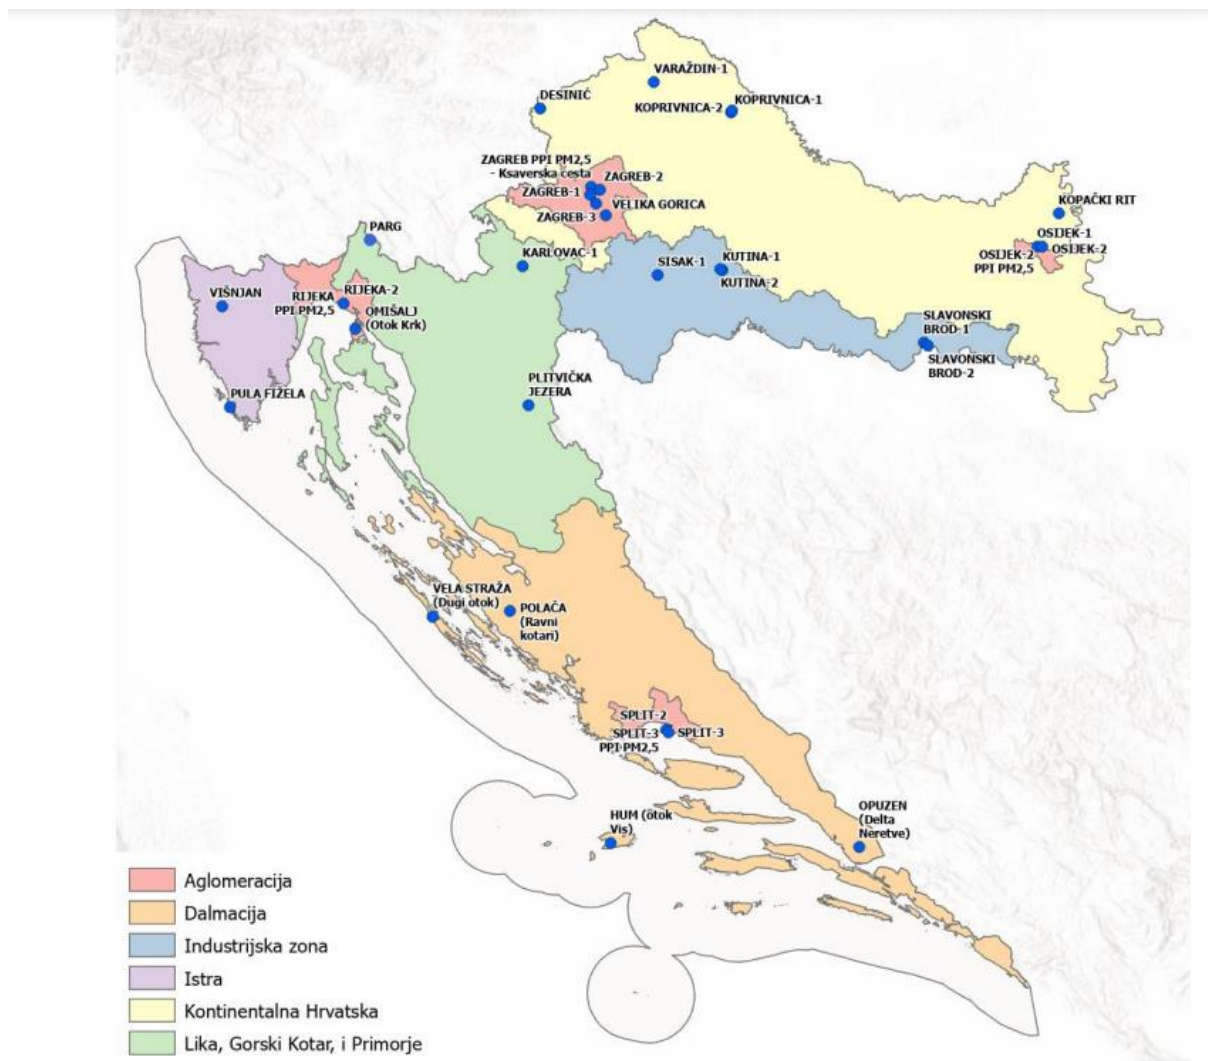 VARAŽDIN-1
DESINIĆ
KOPRIVNICA-1
KOPRIVNICA-2
ZAGREB PPI PM2,5
- Ksaverska cesta
ZAGREB-2
ZAGREB-1
VELIKA GORICA
ZAGREB-3
KOPAČKI RIT
OSIJEK-1
OSIJEK-2
OSIJEK-2
PPI PM2,5
PARG
KARLOVAC-1
SISAK-1
KUTINA-1
KUTINA-2
VIŠNJAN
RIJEKA
PPI PM2,5
RIJEKA-2
OMIŠALJ
(Otok Krk)
SLAVONSKI
BROD-1
SLAVONSKI
BROD-2
PLITVIČKA
JEZERA
PULA FIŽELA
VELA STRAŽA
(Dugi otok)
POLAČA
(Ravni
kotari)
SPLIT-2
SPLIT-3
PPI PM2,5
SPLIT-3
HUM (otok
Vis)
OPUZEN
(Delta
Neretve)
Aglomeracija
Dalmacija
Industrijska zona
Istra
Kontinentalna Hrvatska
Lika, Gorski Kotar, i Primorje